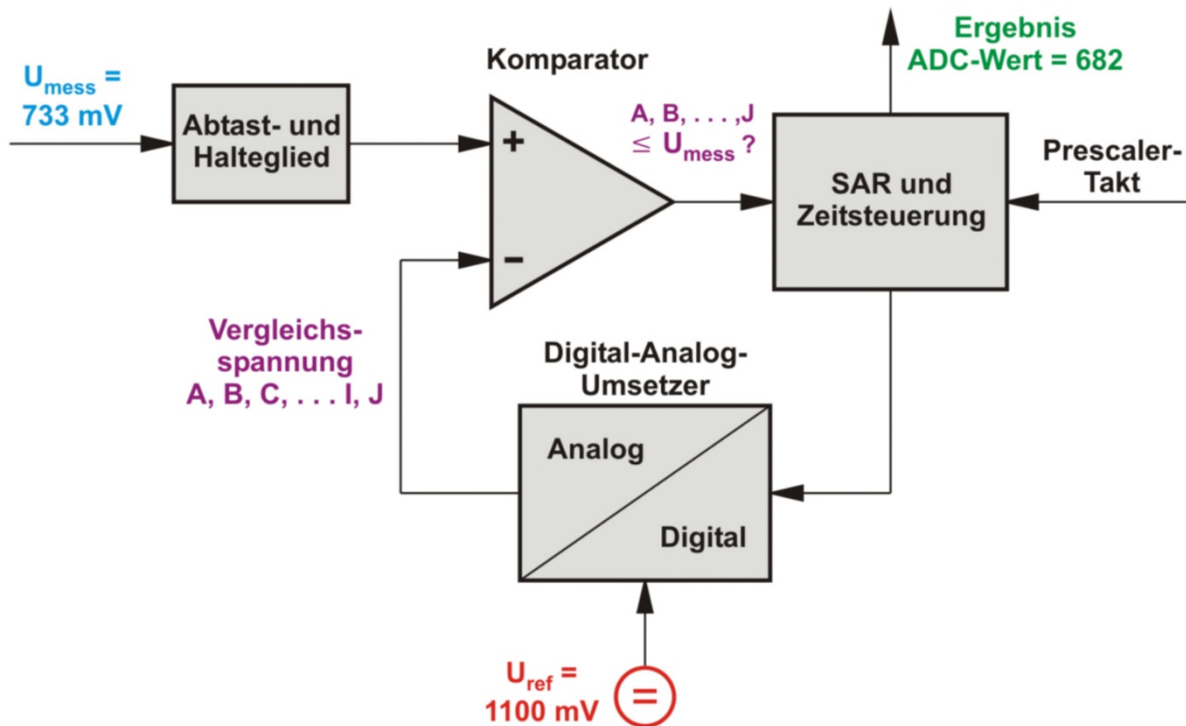 Ergebnis
ADC-Wert = 682
Komparator
U_mess =
733 mV
Abtast- und
Halteglied
+
-
A, B, . . . ,J
≤ U_mess ?
SAR und
Zeitsteuerung
Prescaler-
Takt
Vergleichs-
spannung
A, B, C, . . . I, J
Digital-Analog-
Umsetzer
Analog
Digital
U_ref =
1100 mV
=